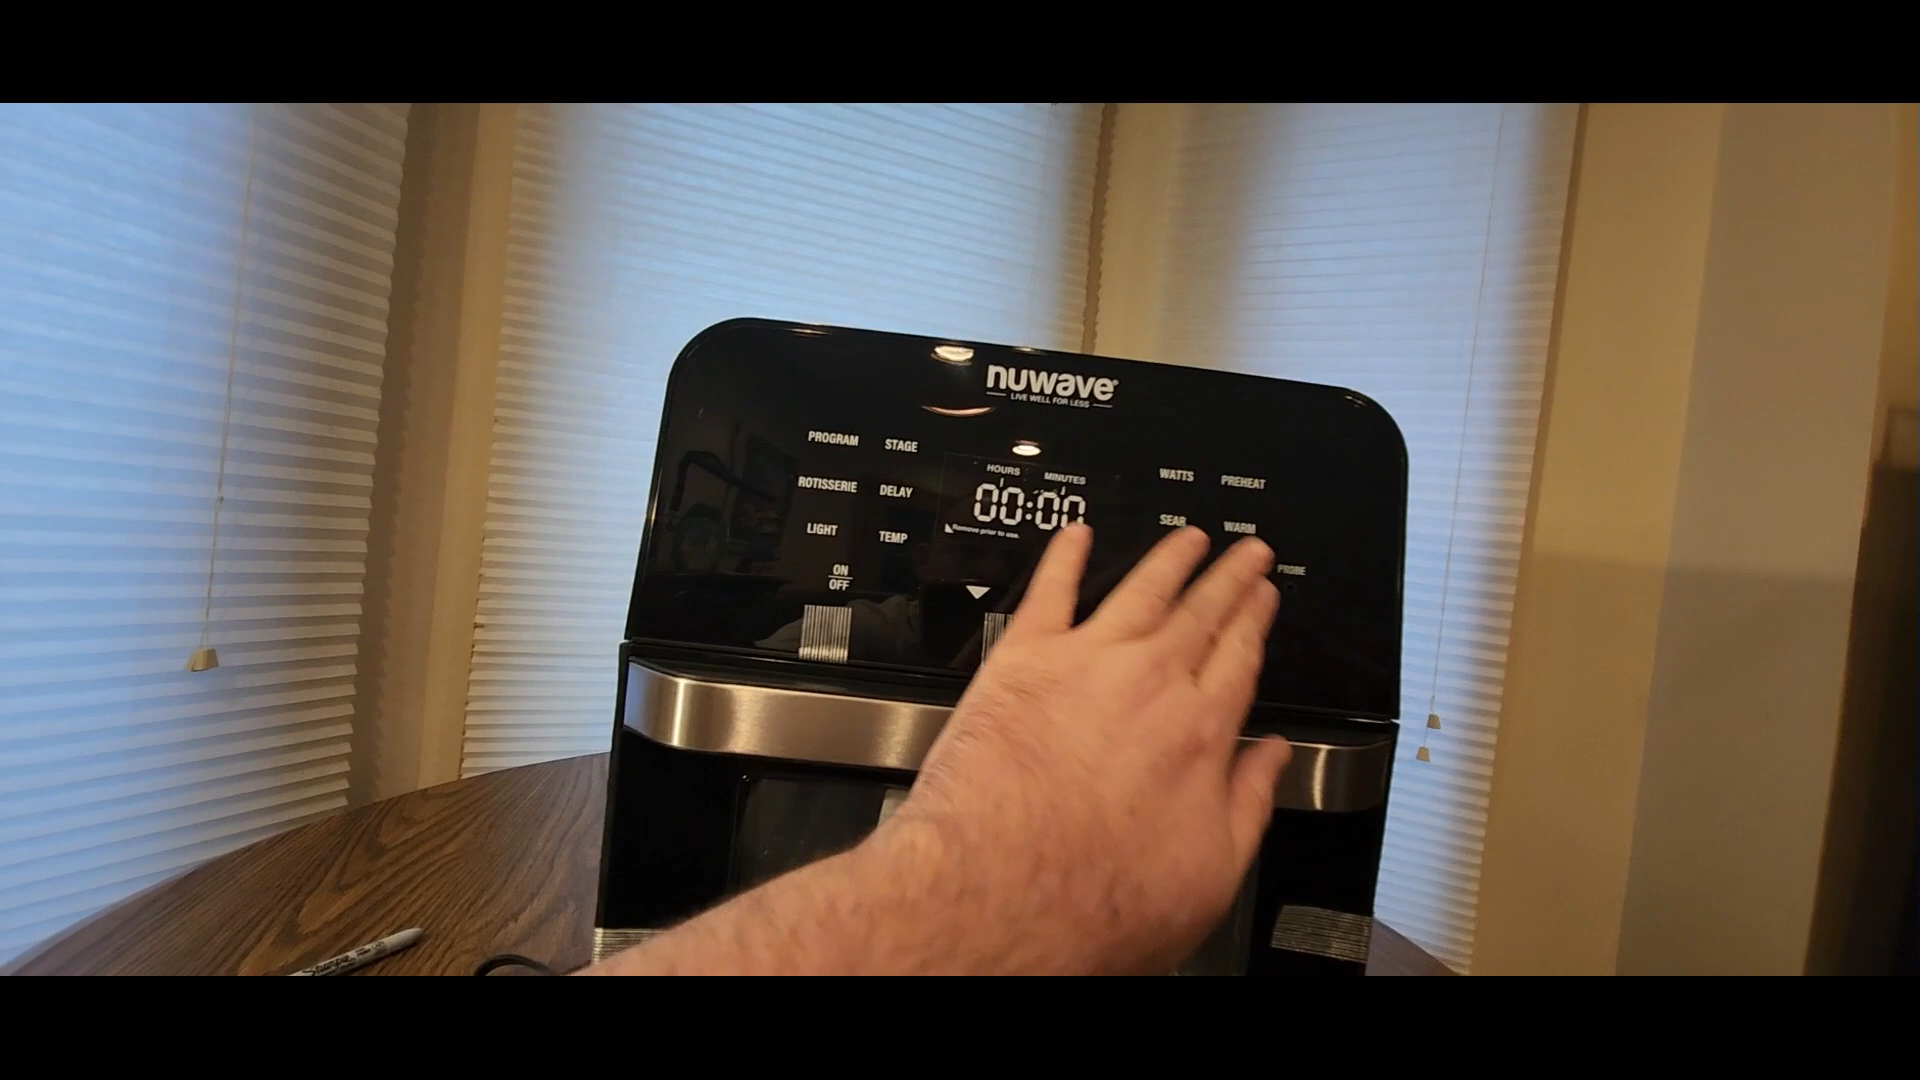 nuwave®
LIVE WELL FOR LESS
PROGRAM STAGE
HOURS MINUTES
WATTS PREHEAT
ROTISSERIE DELAY
00:00
SEAR WARM
LIGHT TEMP
Remove prior to use.
PROBE
ON
OFF
Sharpie